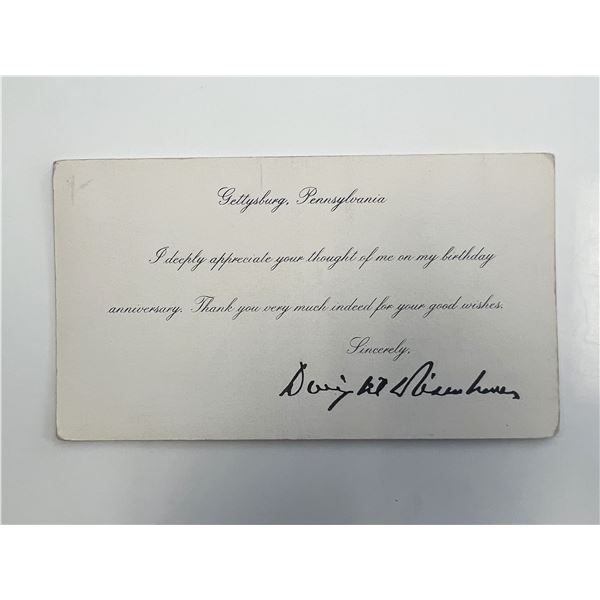 Gettysburg, Pennsylvania
I deeply appreciate your thought of me on my birthday
anniversary. Thank you very much indeed for your good wishes.
Sincerely,
Dwight D Eisenhower